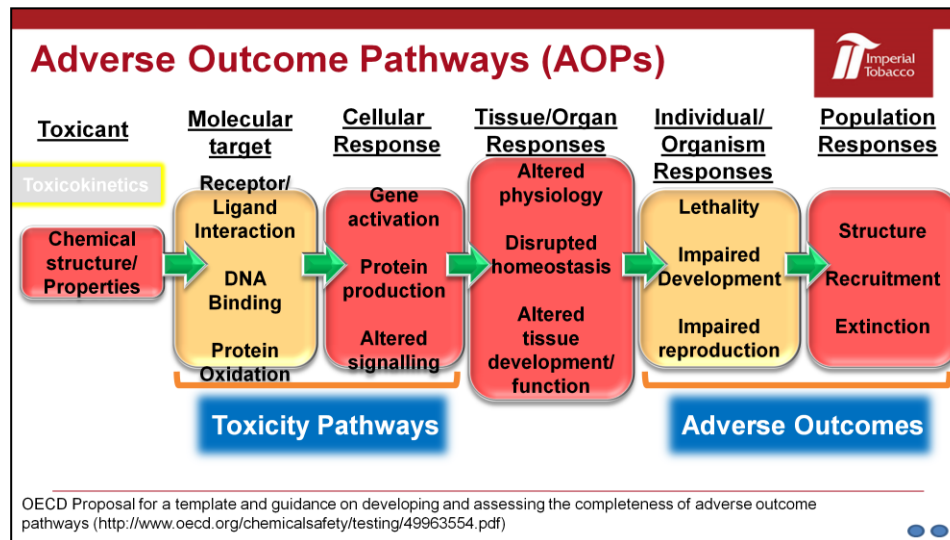 Adverse Outcome Pathways (AOPs)
Imperial
Tobacco
Toxicant
Molecular
target
Cellular
Response
Tissue/Organ
Responses
Individual/
Organism
Responses
Population
Responses
Toxicokinetics
Chemical
structure/
Properties
Receptor/
Ligand
Interaction
DNA
Binding
Protein
Oxidation
Gene
activation
Protein
production
Altered
signalling
Altered
physiology
Disrupted
homeostasis
Altered
tissue
development/
function
Lethality
Impaired
Development
Impaired
reproduction
Structure
Recruitment
Extinction
Toxicity Pathways
Adverse Outcomes
OECD Proposal for a template and guidance on developing and assessing the completeness of adverse outcome
pathways (http://www.oecd.org/chemicalsafety/testing/49963554.pdf)